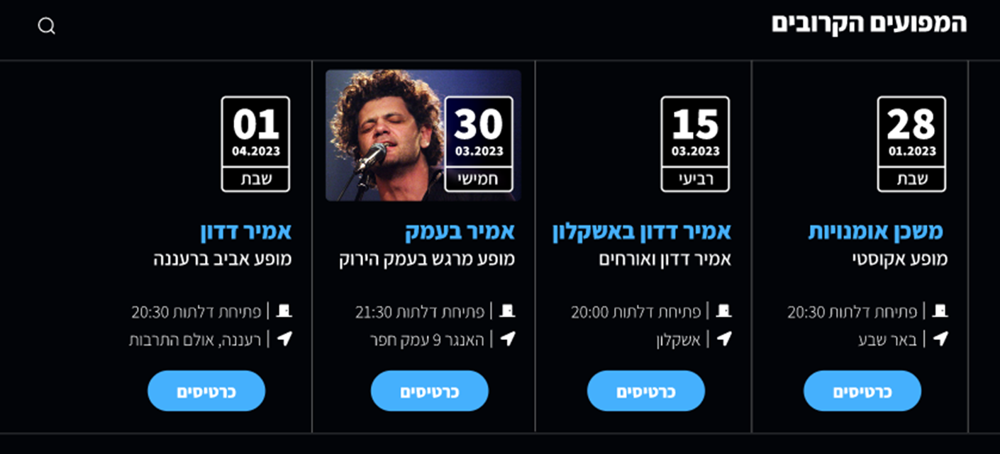 המפועים הקרובים
28
01.2023
שבת
משכן אומנויות
מופע אקוסטי
פתיחת דלתות 20:30
באר שבע
כרטיסים
15
03.2023
רביעי
אמיר דדון באשקלון
אמיר דדון ואורחים
פתיחת דלתות 20:00
אשקלון
כרטיסים
30
03.2023
חמישי
אמיר בעמק
מופע מרגש בעמק הירוק
פתיחת דלתות 21:30
האנגר 9 עמק חפר
כרטיסים
01
04.2023
שבת
אמיר דדון
מופע אביב ברעננה
פתיחת דלתות 20:30
רעננה, אולם התרבות
כרטיסים